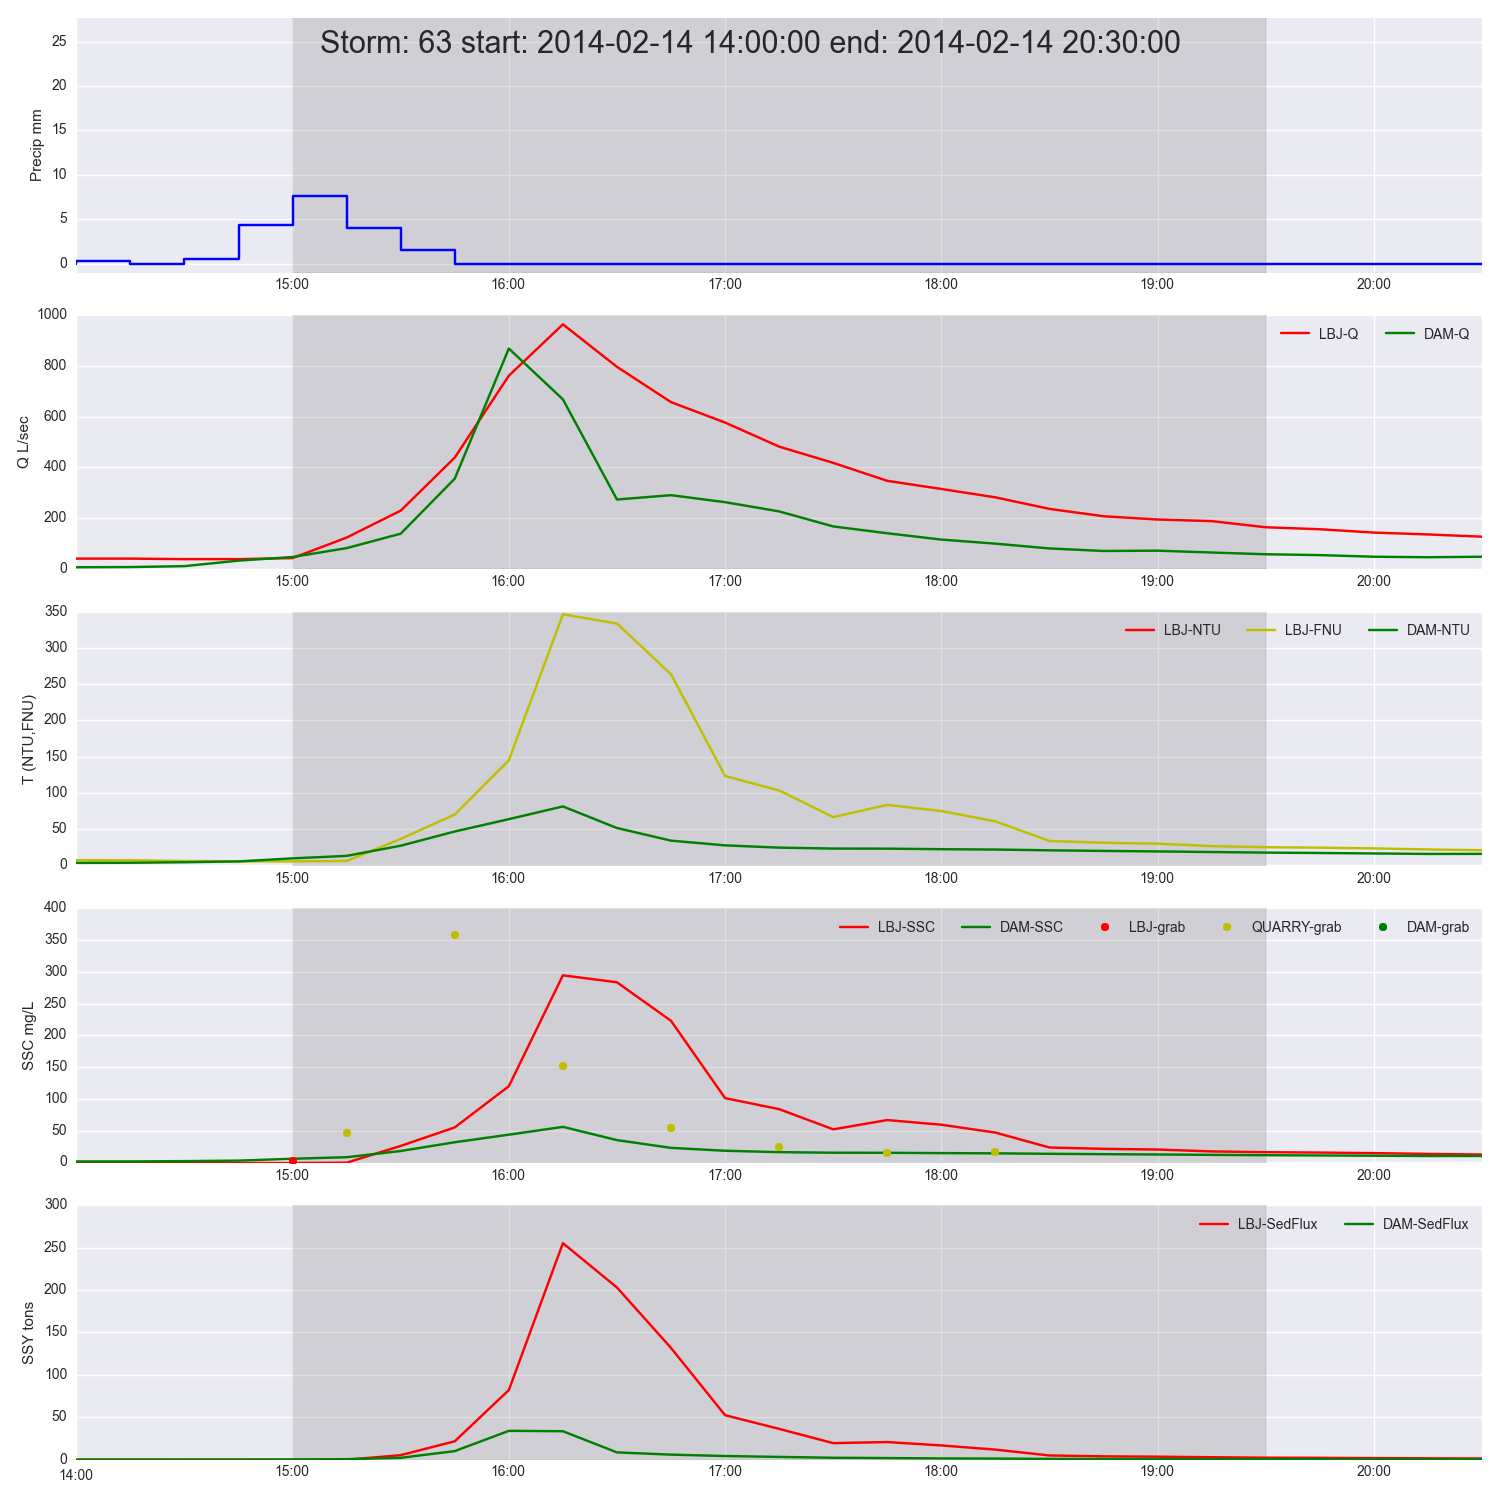 Storm: 63 start: 2014-02-14 14:00:00 end: 2014-02-14 20:30:00
Precip mm
25
20
15
10
5
0
15:00 16:00 17:00 18:00 19:00 20:00
LBJ-Q DAM-Q
Q L/sec
1000
800
600
400
200
0
15:00 16:00 17:00 18:00 19:00 20:00
LBJ-NTU LBJ-FNU DAM-NTU
T (NTU,FNU)
350
300
250
200
150
100
50
0
15:00 16:00 17:00 18:00 19:00 20:00
LBJ-SSC DAM-SSC LBJ-grab QUARRY-grab DAM-grab
SSC mg/L
400
350
300
250
200
150
100
50
0
15:00 16:00 17:00 18:00 19:00 20:00
LBJ-SedFlux DAM-SedFlux
SSY tons
300
250
200
150
100
50
0
14:00 15:00 16:00 17:00 18:00 19:00 20:00